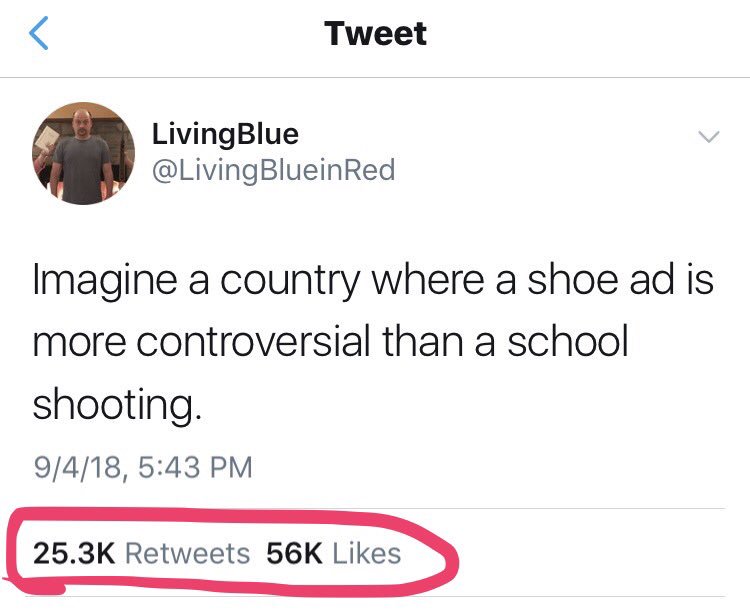 Tweet
LivingBlue
@LivingBlueinRed
Imagine a country where a shoe ad is
more controversial than a school
shooting.
9/4/18, 5:43 PM
25.3K Retweets 56K Likes